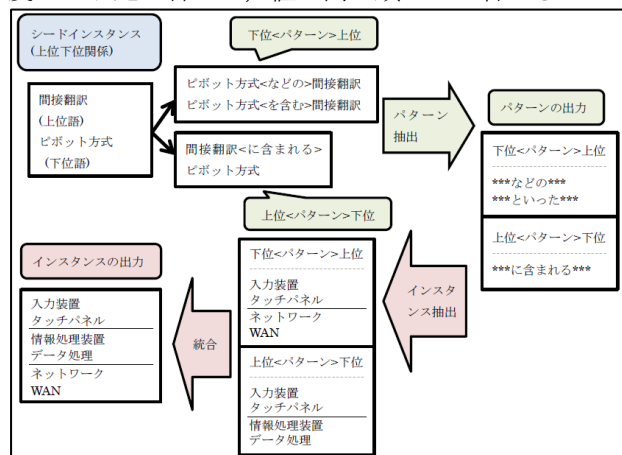 シードインスタンス
(上位下位関係)
下位<パターン>上位
間接翻訳
(上位語)
ピボット方式
(下位語)
ピボット方式<などの>間接翻訳
ピボット方式<を含む>間接翻訳
間接翻訳<に含まれる>
ピボット方式
上位<パターン>下位
パターン
抽出
パターンの出力
下位<パターン>上位
***などの***
***といった***
上位<パターン>下位
***に含まれる***
インスタ
ンス抽出
下位<パターン>上位
入力装置
タッチパネル
ネットワーク
WAN
上位<パターン>下位
入力装置
タッチパネル
情報処理装置
データ処理
統合
インスタンスの出力
入力装置
タッチパネル
情報処理装置
データ処理
ネットワーク
WAN